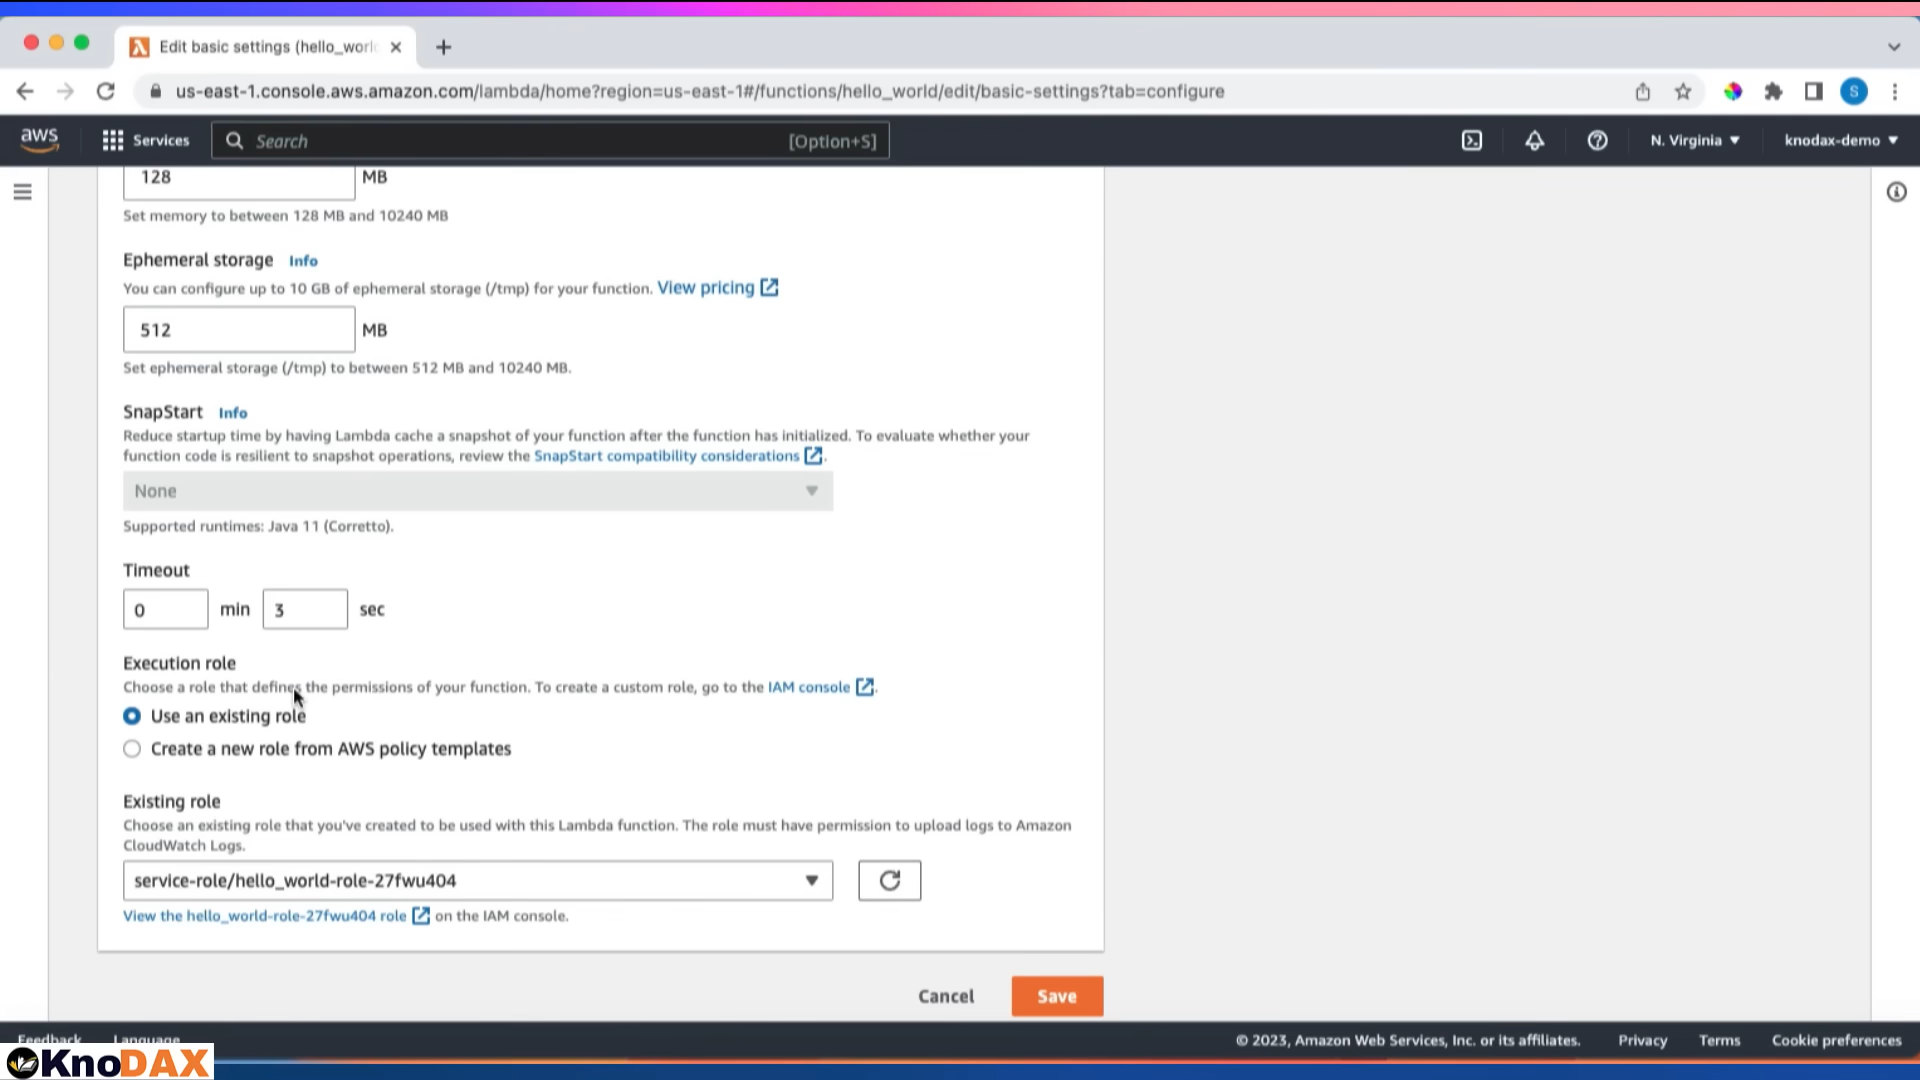 Edit basic settings (hello_worl
us-east-1.console.aws.amazon.com/lambda/home?region=us-east-1#/functions/hello_world/edit/basic-settings?tab=configure
S
aws
Services
Search
[Option+S]
N. Virginia
knodax-demo
128 MB
Set memory to between 128 MB and 10240 MB
Ephemeral storage Info
You can configure up to 10 GB of ephemeral storage (/tmp) for your function. View pricing
512 MB
Set ephemeral storage (/tmp) to between 512 MB and 10240 MB.
SnapStart Info
Reduce startup time by having Lambda cache a snapshot of your function after the function has initialized. To evaluate whether your
function code is resilient to snapshot operations, review the SnapStart compatibility considerations.
None
Supported runtimes: Java 11 (Corretto).
Timeout
0 min 3 sec
Execution role
Choose a role that defines the permissions of your function. To create a custom role, go to the IAM console.
Use an existing role
Create a new role from AWS policy templates
Existing role
Choose an existing role that you've created to be used with this Lambda function. The role must have permission to upload logs to Amazon
CloudWatch Logs.
service-role/hello_world-role-27fwu404
View the hello_world-role-27fwu404 role on the IAM console.
Cancel
Save
Feedback Language
© 2023, Amazon Web Services, Inc. or its affiliates. Privacy Terms Cookie preferences
KnoDAX